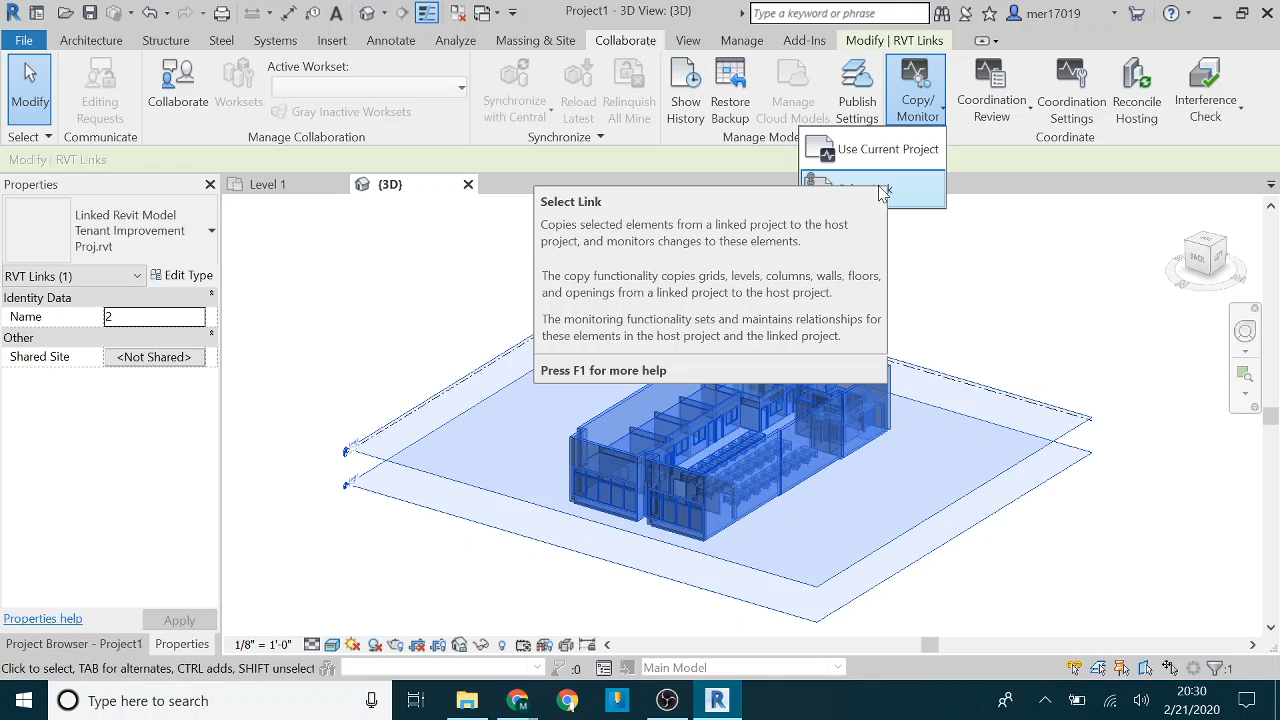 Project1 - 3D View: {3D}
Type a keyword or phrase
mer17019
File
Architecture
Structure
Steel
Systems
Insert
Annotate
Analyze
Massing & Site
Collaborate
View
Manage
Add-Ins
Modify | RVT Links
Modify
Editing
Requests
Collaborate
Worksets
Active Workset:
Gray Inactive Worksets
Synchronize
with Central
Reload
Latest
Relinquish
All Mine
Show
History
Restore
Backup
Manage
Cloud Models
Publish
Settings
Copy/
Monitor
Coordination
Review
Coordination
Settings
Reconcile
Hosting
Interference
Check
Select
Communicate
Manage Collaboration
Synchronize
Manage Mode
Coordinate
Use Current Project
Modify | RVT Links
Properties
Level 1
{3D}
Select Link
Copies selected elements from a linked project to the host
project, and monitors changes to these elements.
The copy functionality copies grids, levels, columns, walls, floors,
and openings from a linked project to the host project.
The monitoring functionality sets and maintains relationships for
these elements in the host project and the linked project.
Press F1 for more help
Linked Revit Model
Tenant Improvement
Proj.rvt
RVT Links (1)
Edit Type
Identity Data
Name
2
Other
Shared Site
<Not Shared>
BACK
Properties help
Apply
Project Browser - Project1
Properties
1/8" = 1'-0"
Click to select, TAB for alternates, CTRL adds, SHIFT unselect
:0
Main Model
:1
Type here to search
20:30
2/21/2020